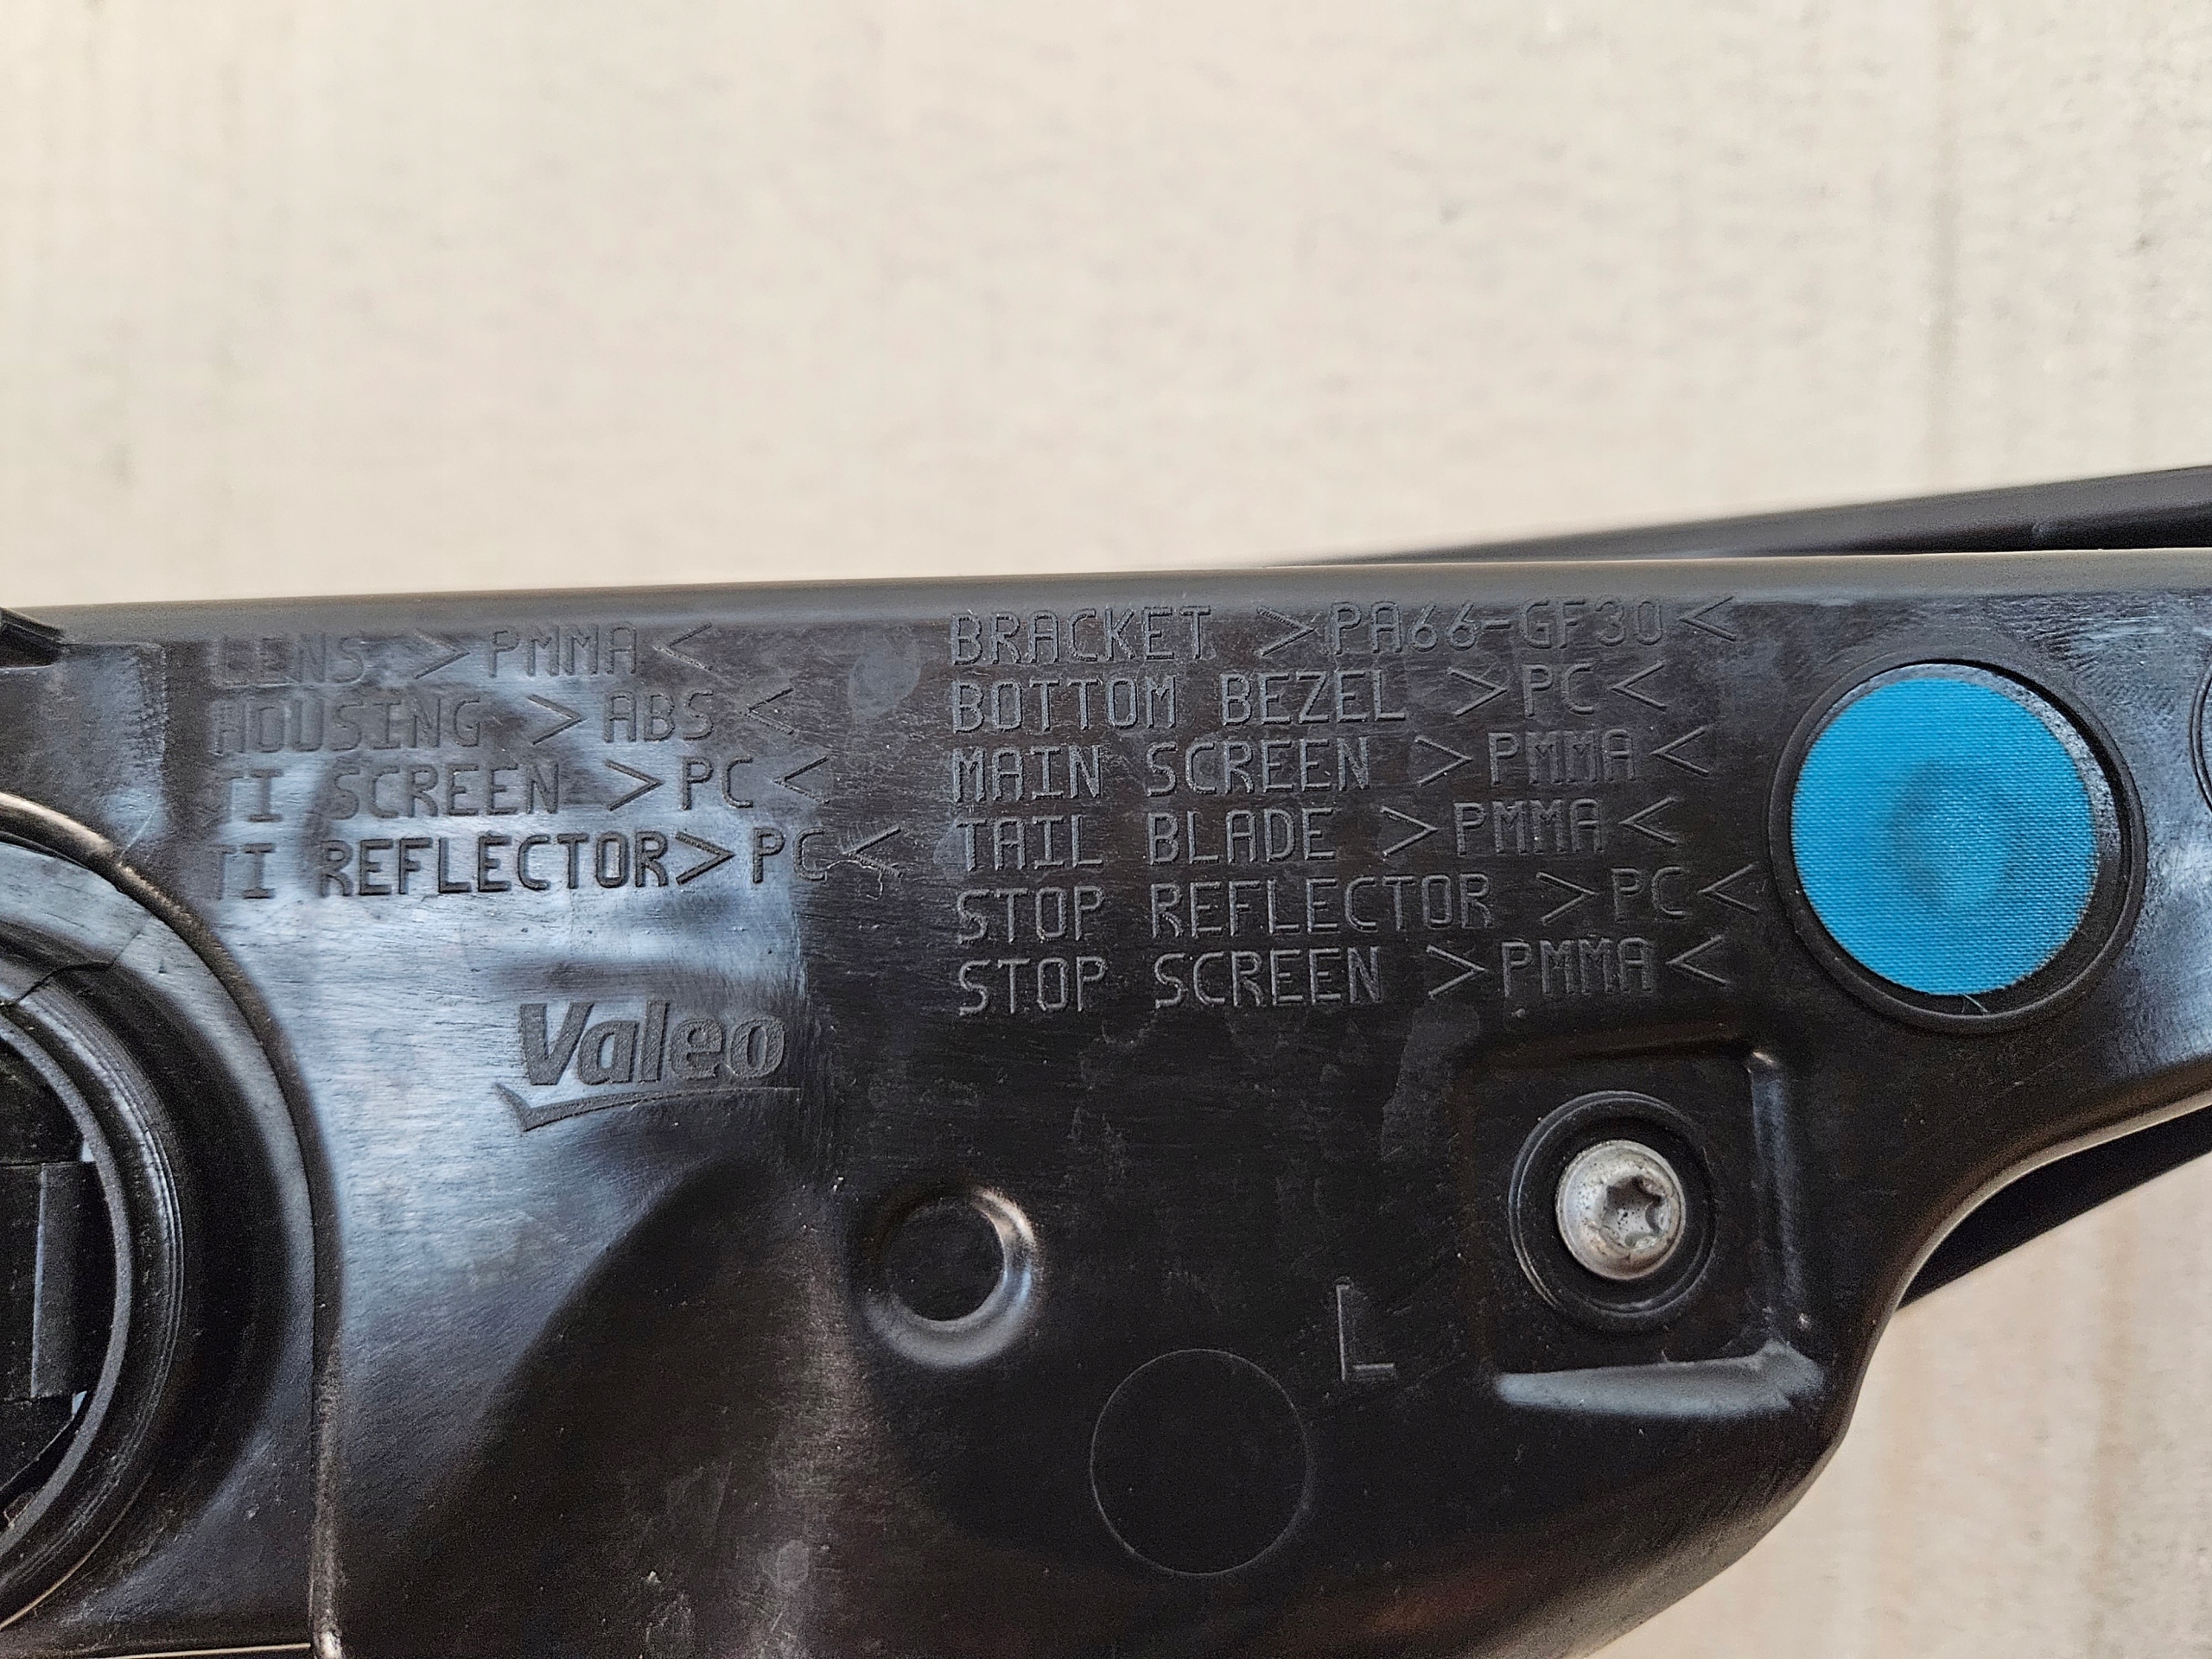 LENS >PMMA<
HOUSING >ABS<
TI SCREEN >PC<
TI REFLECTOR>PC<
BRACKET >PA66-GF30<
BOTTOM BEZEL >PC<
MAIN SCREEN >PMMA<
TAIL BLADE >PMMA<
STOP REFLECTOR >PC<
STOP SCREEN >PMMA<
Valeo
L